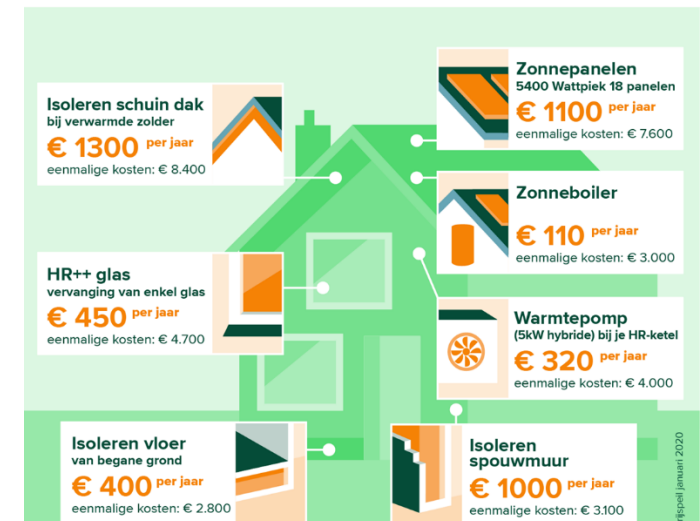 Isoleren schuin dak
bij verwarmde zolder
€ 1300 per jaar
eenmalige kosten: € 8.400
Zonnepanelen
5400 Wattpiek 18 panelen
€ 1100 per jaar
eenmalige kosten: € 7.600
Zonneboiler
€ 110 per jaar
eenmalige kosten: € 3.000
HR++ glas
vervanging van enkel glas
€ 450 per jaar
eenmalige kosten: € 4.700
Warmtepomp
(5kW hybride) bij je HR-ketel
€ 320 per jaar
eenmalige kosten: € 4.000
Isoleren vloer
van begane grond
€ 400 per jaar
eenmalige kosten: € 2.800
Isoleren
spouwmuur
€ 1000 per jaar
eenmalige kosten: € 3.100
januari 2020